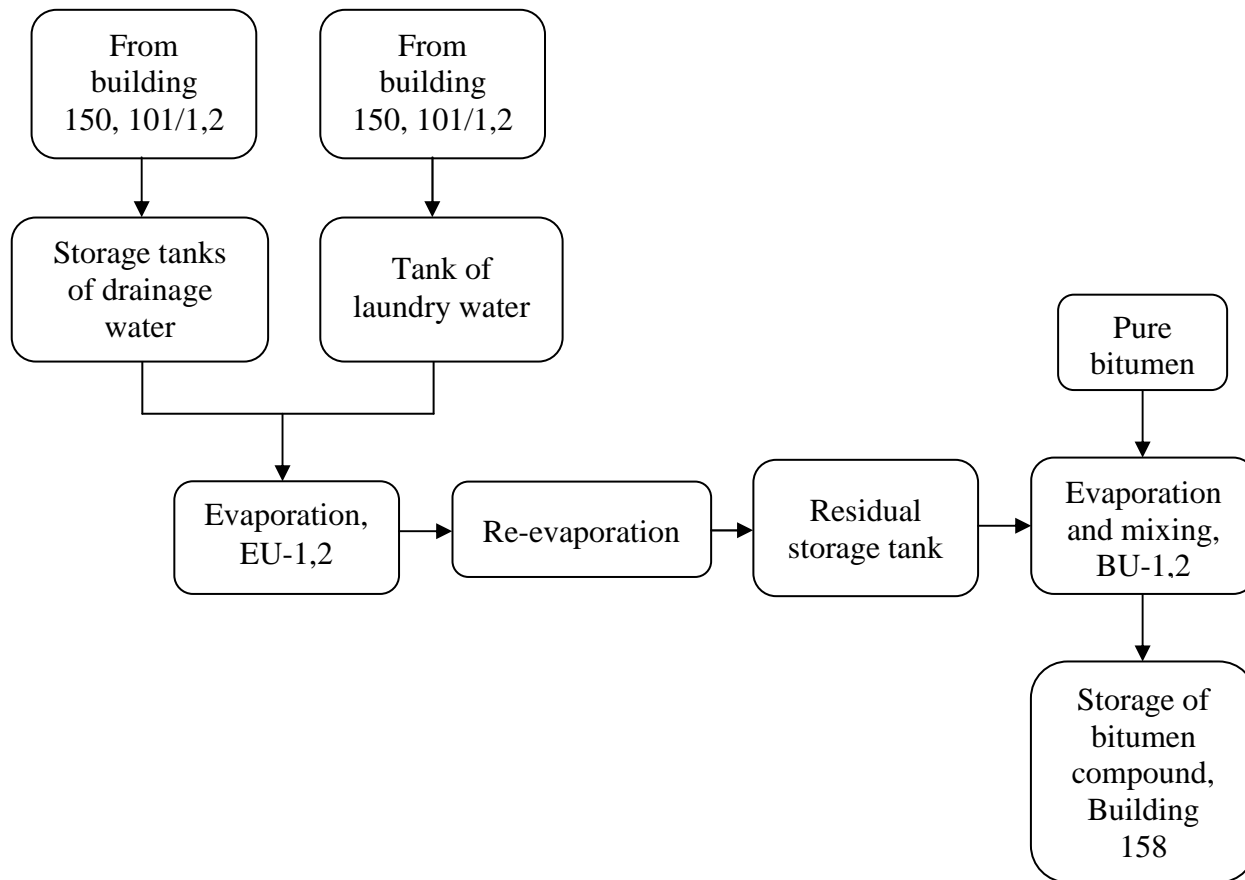 From
building
150, 101/1,2
From
building
150, 101/1,2
Storage tanks
of drainage
water
Tank of
laundry water
Pure
bitumen
Evaporation,
EU-1,2
Re-evaporation
Residual
storage tank
Evaporation
and mixing,
BU-1,2
Storage of
bitumen
compound,
Building
158